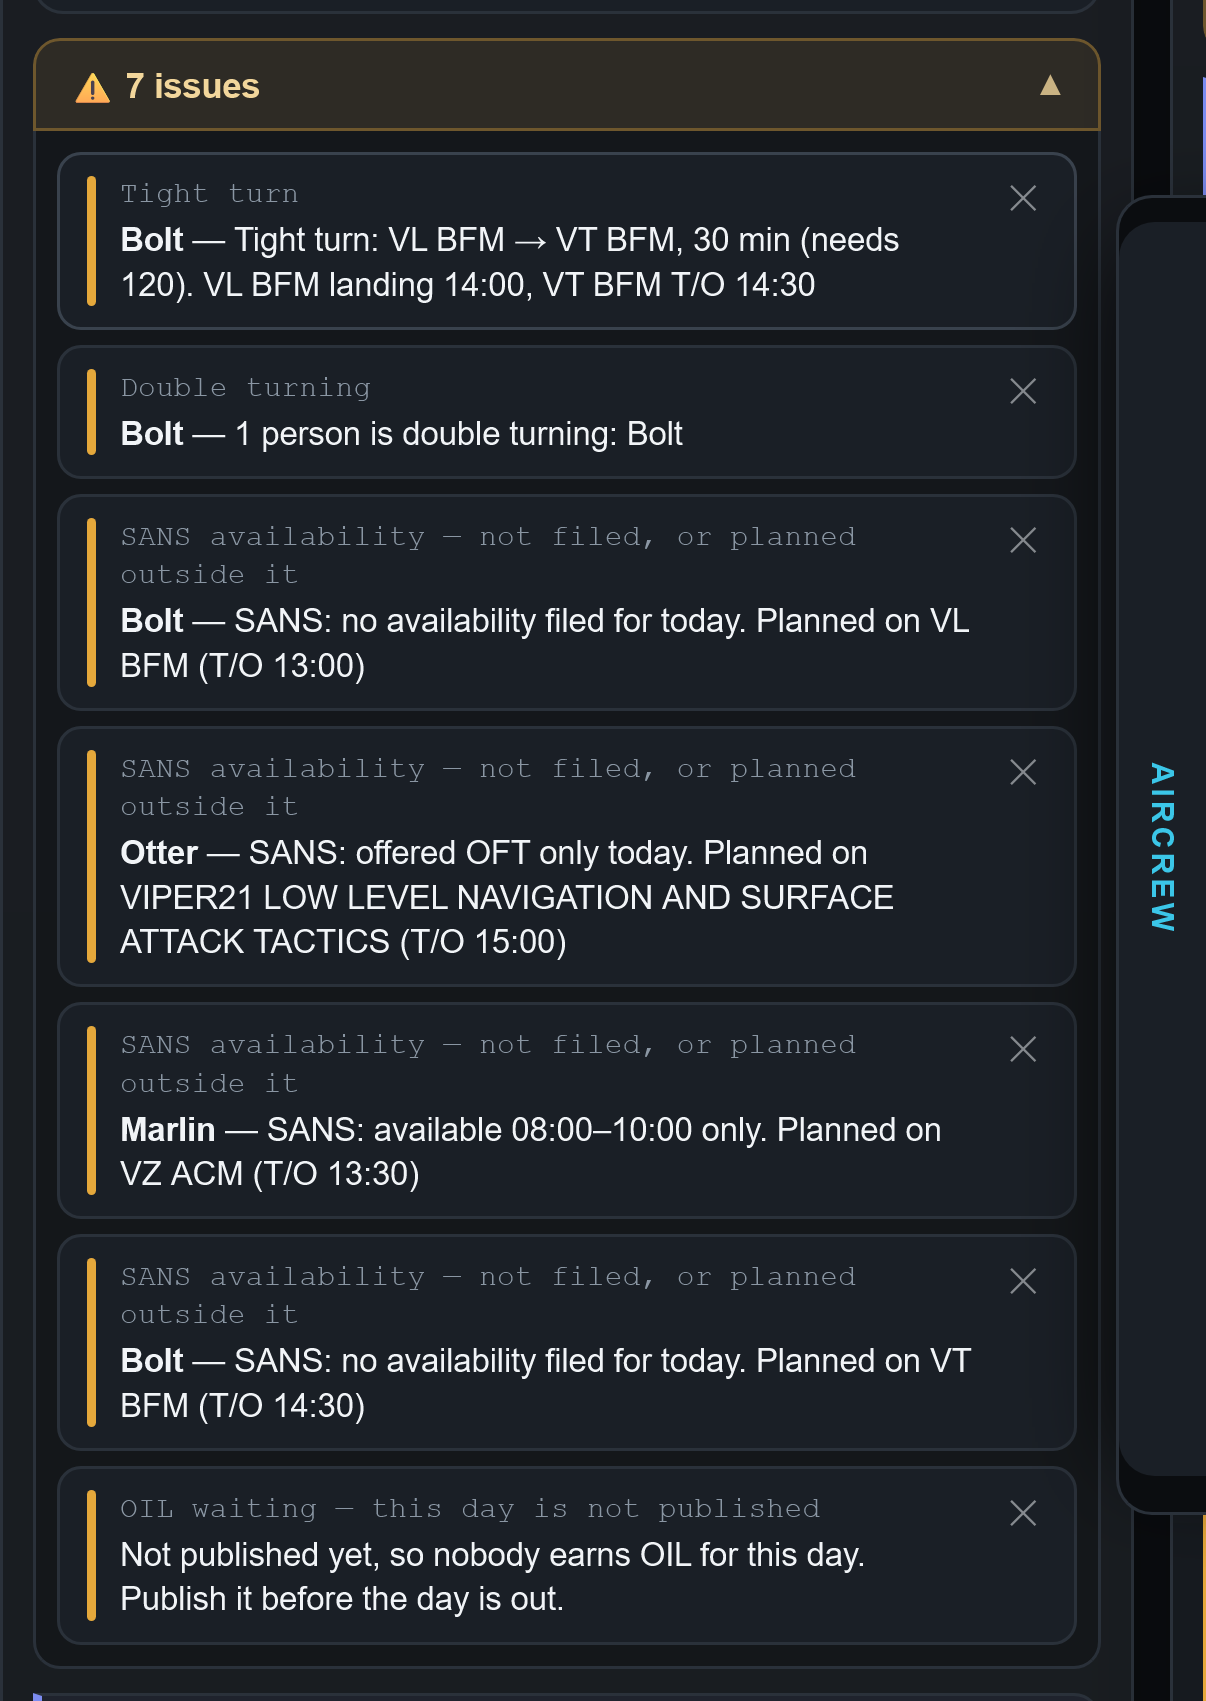 ⚠️ 7 issues ▲
Tight turn
Bolt — Tight turn: VL BFM → VT BFM, 30 min (needs
120). VL BFM landing 14:00, VT BFM T/O 14:30
Double turning
Bolt — 1 person is double turning: Bolt
SANS availability — not filed, or planned
outside it
Bolt — SANS: no availability filed for today. Planned on VL
BFM (T/O 13:00)
SANS availability — not filed, or planned
outside it
Otter — SANS: offered OFT only today. Planned on
VIPER21 LOW LEVEL NAVIGATION AND SURFACE
ATTACK TACTICS (T/O 15:00)
SANS availability — not filed, or planned
outside it
Marlin — SANS: available 08:00–10:00 only. Planned on
VZ ACM (T/O 13:30)
SANS availability — not filed, or planned
outside it
Bolt — SANS: no availability filed for today. Planned on VT
BFM (T/O 14:30)
OIL waiting — this day is not published
Not published yet, so nobody earns OIL for this day.
Publish it before the day is out.
AIRCREW